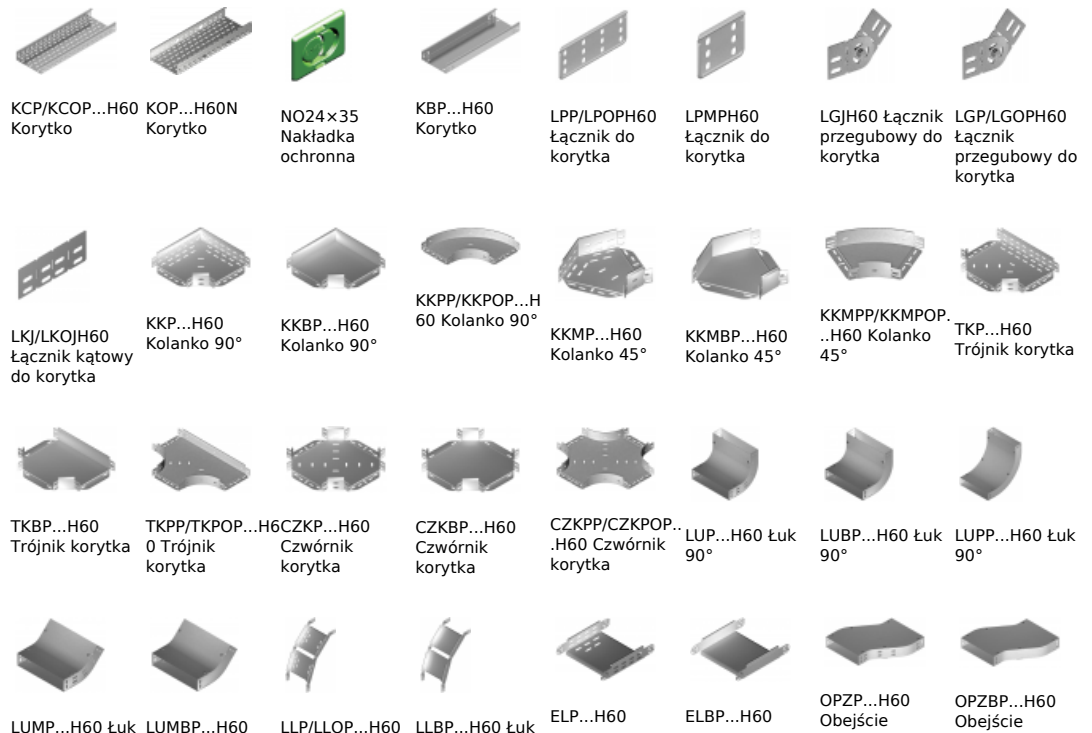 KCP/KCOP...H60
Korytko
KOP...H60N
Korytko
NO24×35
Nakładka
ochronna
KBP...H60
Korytko
LPP/LPOPH60
Łącznik do
korytka
LPMPH60
Łącznik do
korytka
LGJH60 Łącznik
przegubowy do
korytka
LGP/LGOPH60
Łącznik
przegubowy do
korytka
LKJ/LKOJH60
Łącznik kątowy
do korytka
KKP...H60
Kolanko 90°
KKBP...H60
Kolanko 90°
KKPP/KKPOP...H
60 Kolanko 90°
KKMP...H60
Kolanko 45°
KKMBP...H60
Kolanko 45°
KKMPP/KKMPOP.
..H60 Kolanko
45°
TKP...H60
Trójnik korytka
TKBP...H60
Trójnik korytka
TKPP/TKPOP...H6
0 Trójnik
korytka
CZKP...H60
Czwórnik
korytka
CZKBP...H60
Czwórnik
korytka
CZKPP/CZKPOP..
.H60 Czwórnik
korytka
LUP...H60 Łuk
90°
LUBP...H60 Łuk
90°
LUPP...H60 Łuk
90°
LUMP...H60 Łuk
LUMBP...H60
LLP/LLOP...H60
LLBP...H60 Łuk
ELP...H60
ELBP...H60
OPZP...H60
Obejście
OPZBP...H60
Obejście